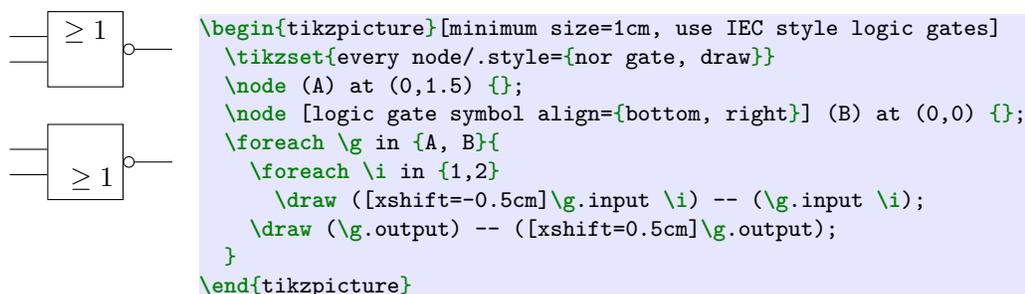 ≥ 1
≥ 1
\begin{tikzpicture}[minimum size=1cm, use IEC style logic gates]
  \tikzset{every node/.style={nor gate, draw}}
  \node (A) at (0,1.5) {};
  \node [logic gate symbol align={bottom, right}] (B) at (0,0) {};
  \foreach \g in {A, B}{
    \foreach \i in {1,2}
      \draw ([xshift=-0.5cm]\g.input \i) -- (\g.input \i);
    \draw (\g.output) -- ([xshift=0.5cm]\g.output);
  }
\end{tikzpicture}